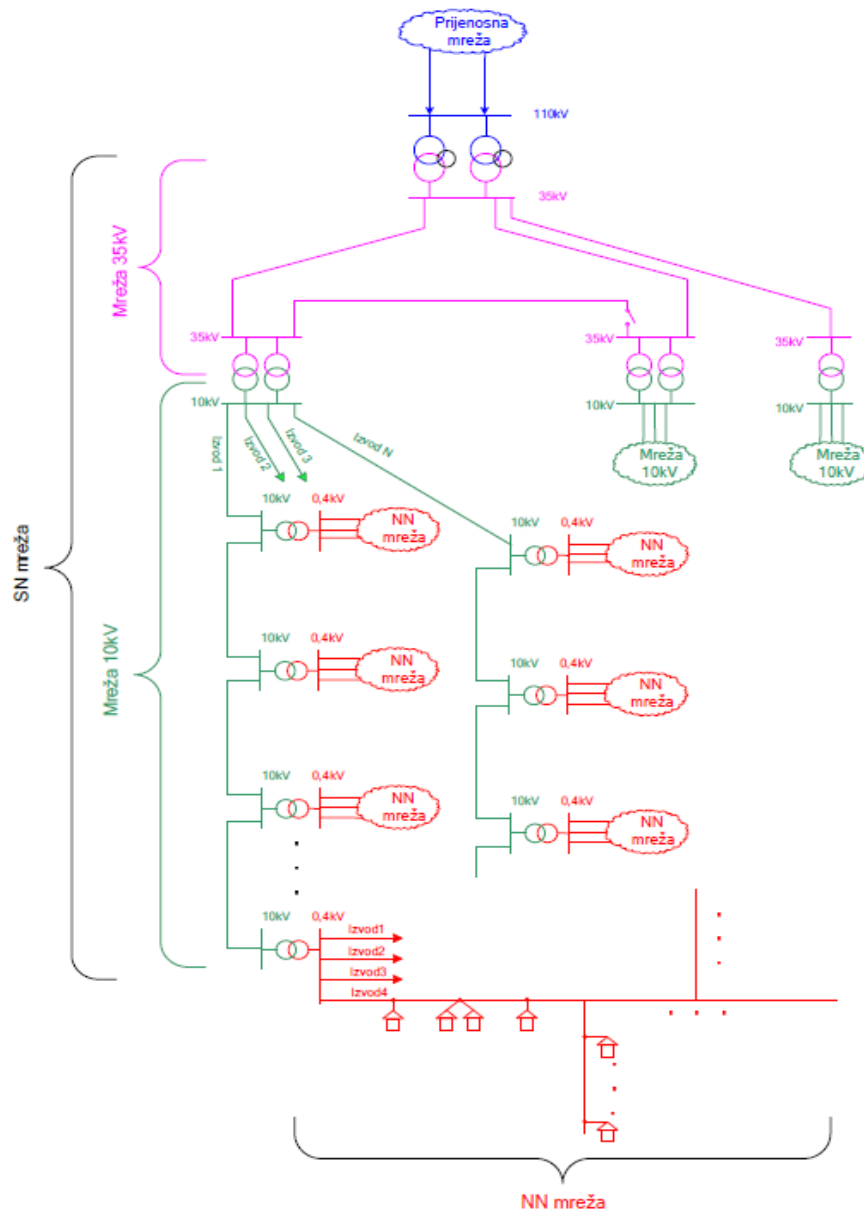 Prijenosna
mreža
110kV
35kV
Mreža 35kV
35kV
35kV
35kV
10kV
10kV
10kV
Izvod 1
Izvod 2
Izvod 3
Izvod N
Mreža
10kV
Mreža
10kV
SN mreža
Mreža 10kV
10kV
0,4kV
NN
mreža
10kV
0,4kV
NN
mreža
10kV
0,4kV
NN
mreža
10kV
0,4kV
NN
mreža
10kV
0,4kV
NN
mreža
10kV
0,4kV
NN
mreža
10kV
0,4kV
Izvod1
Izvod2
Izvod3
Izvod4
NN mreža